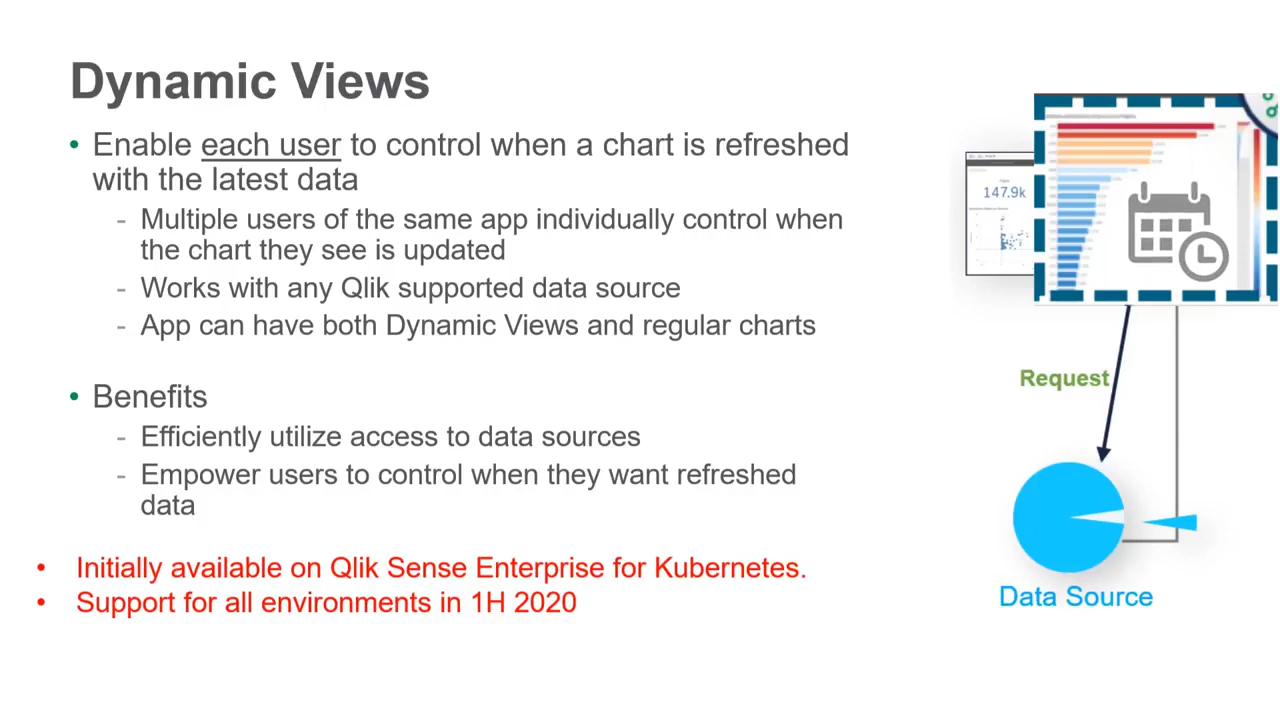 Dynamic Views
• Enable each user to control when a chart is refreshed
with the latest data
- Multiple users of the same app individually control when
the chart they see is updated
- Works with any Qlik supported data source
- App can have both Dynamic Views and regular charts
• Benefits
- Efficiently utilize access to data sources
- Empower users to control when they want refreshed
data
• Initially available on Qlik Sense Enterprise for Kubernetes.
• Support for all environments in 1H 2020
147.9k
Request
Data Source